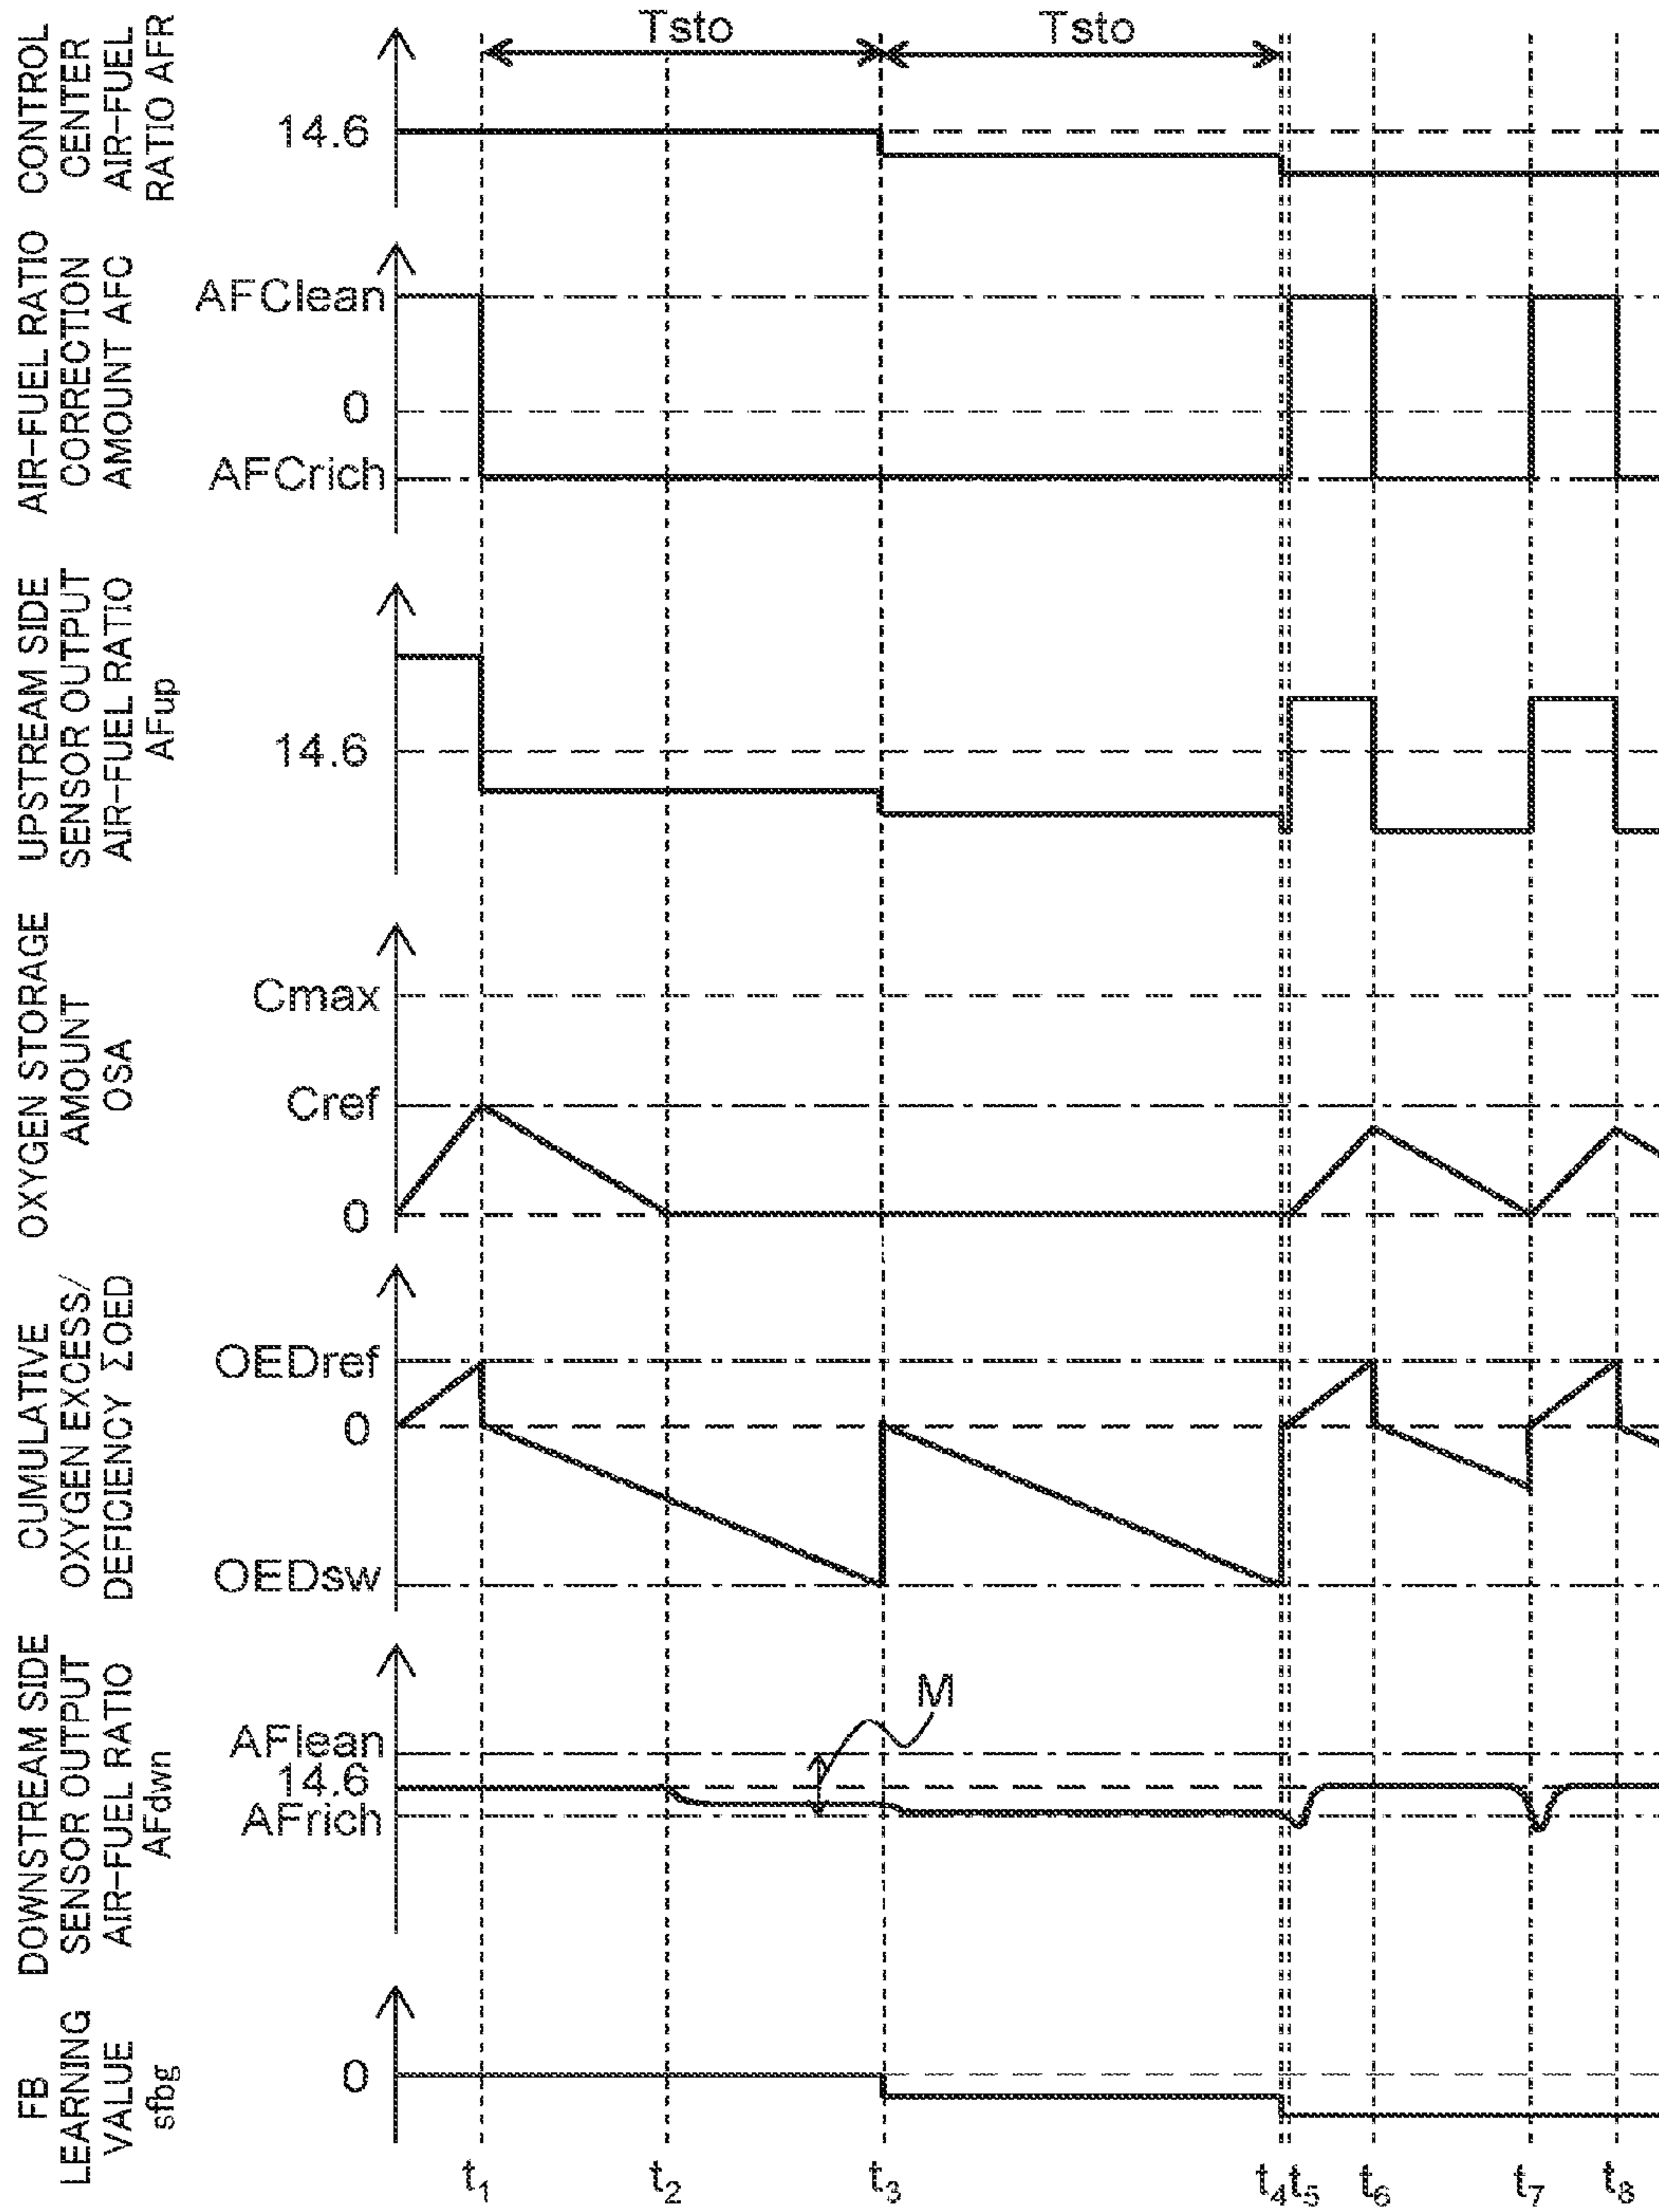 Tsto
Tsto
CONTROL
CENTER
AIR-FUEL
RATIO AFR
14.6
AIR-FUEL RATIO
CORRECTION
AMOUNT AFC
AFClean
0
AFCrich
UPSTREAM SIDE
SENSOR OUTPUT
AIR-FUEL RATIO
AFup
14.6
OXYGEN STORAGE
AMOUNT
OSA
Cmax
Cref
0
CUMULATIVE
OXYGEN EXCESS/
DEFICIENCY ΣOED
OEDref
0
OEDsw
DOWNSTREAM SIDE
SENSOR OUTPUT
AIR-FUEL RATIO
AFdwn
M
AFlean
14.6
AFrich
FB
LEARNING
VALUE
sfbg
0
t1 t2 t3 t4 t5 t6 t7 t8